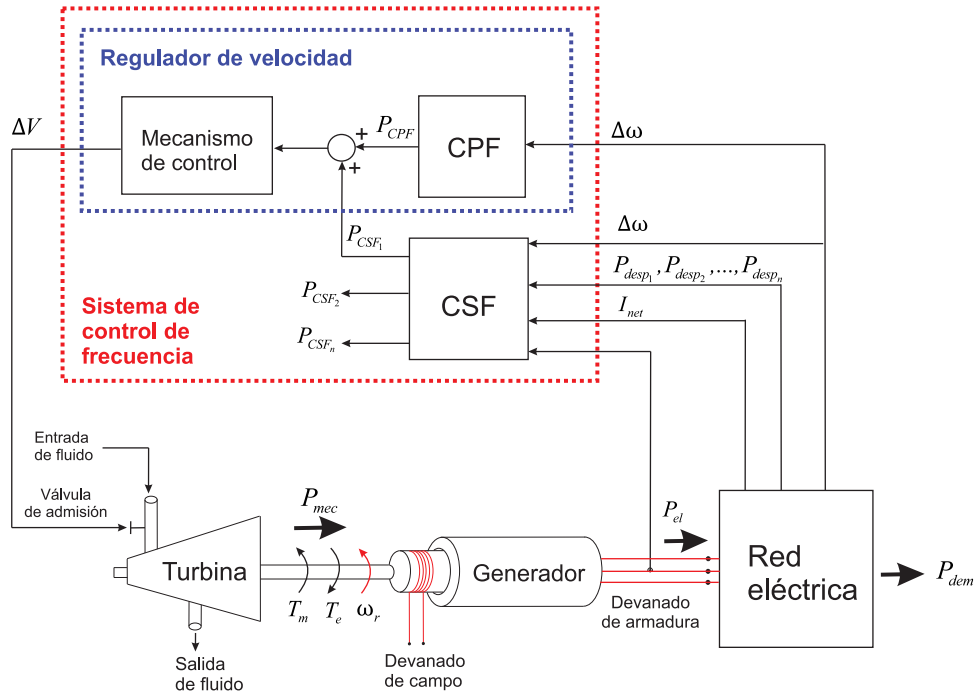 Regulador de velocidad
ΔV
Mecanismo
de control
+
+
P_CPF
CPF
Δω
P_CSF₁
P_CSF₂
P_CSFₙ
CSF
Δω
P_desp₁, P_desp₂, ..., P_despₙ
I_net
Sistema de
control de
frecuencia
Entrada
de fluido
Válvula
de admisión
Turbina
Salida
de fluido
P_mec
T_m
T_e
ω_r
Generador
Devanado
de campo
P_el
Devanado
de armadura
Red
eléctrica
P_dem